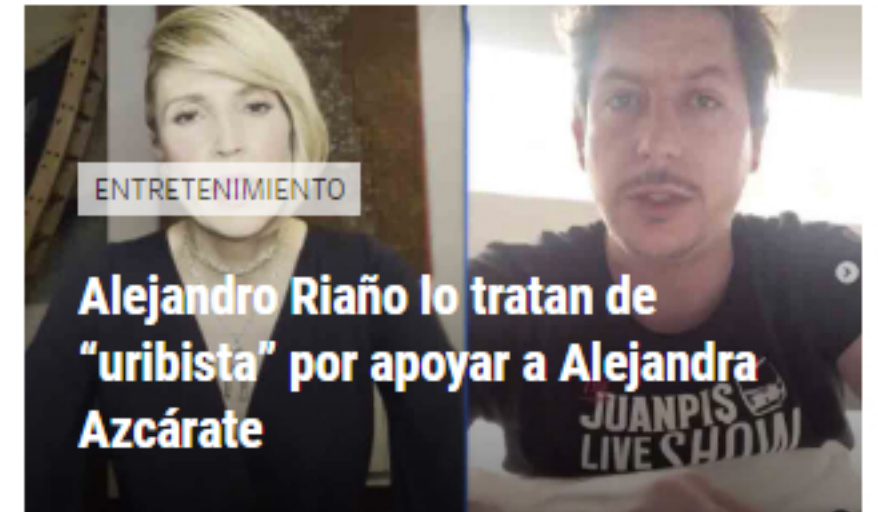 ENTRETENIMIENTO
Alejandro Riaño lo tratan de
“uribista” por apoyar a Alejandra
Azcárate
JUANPIS
LIVE SHOW